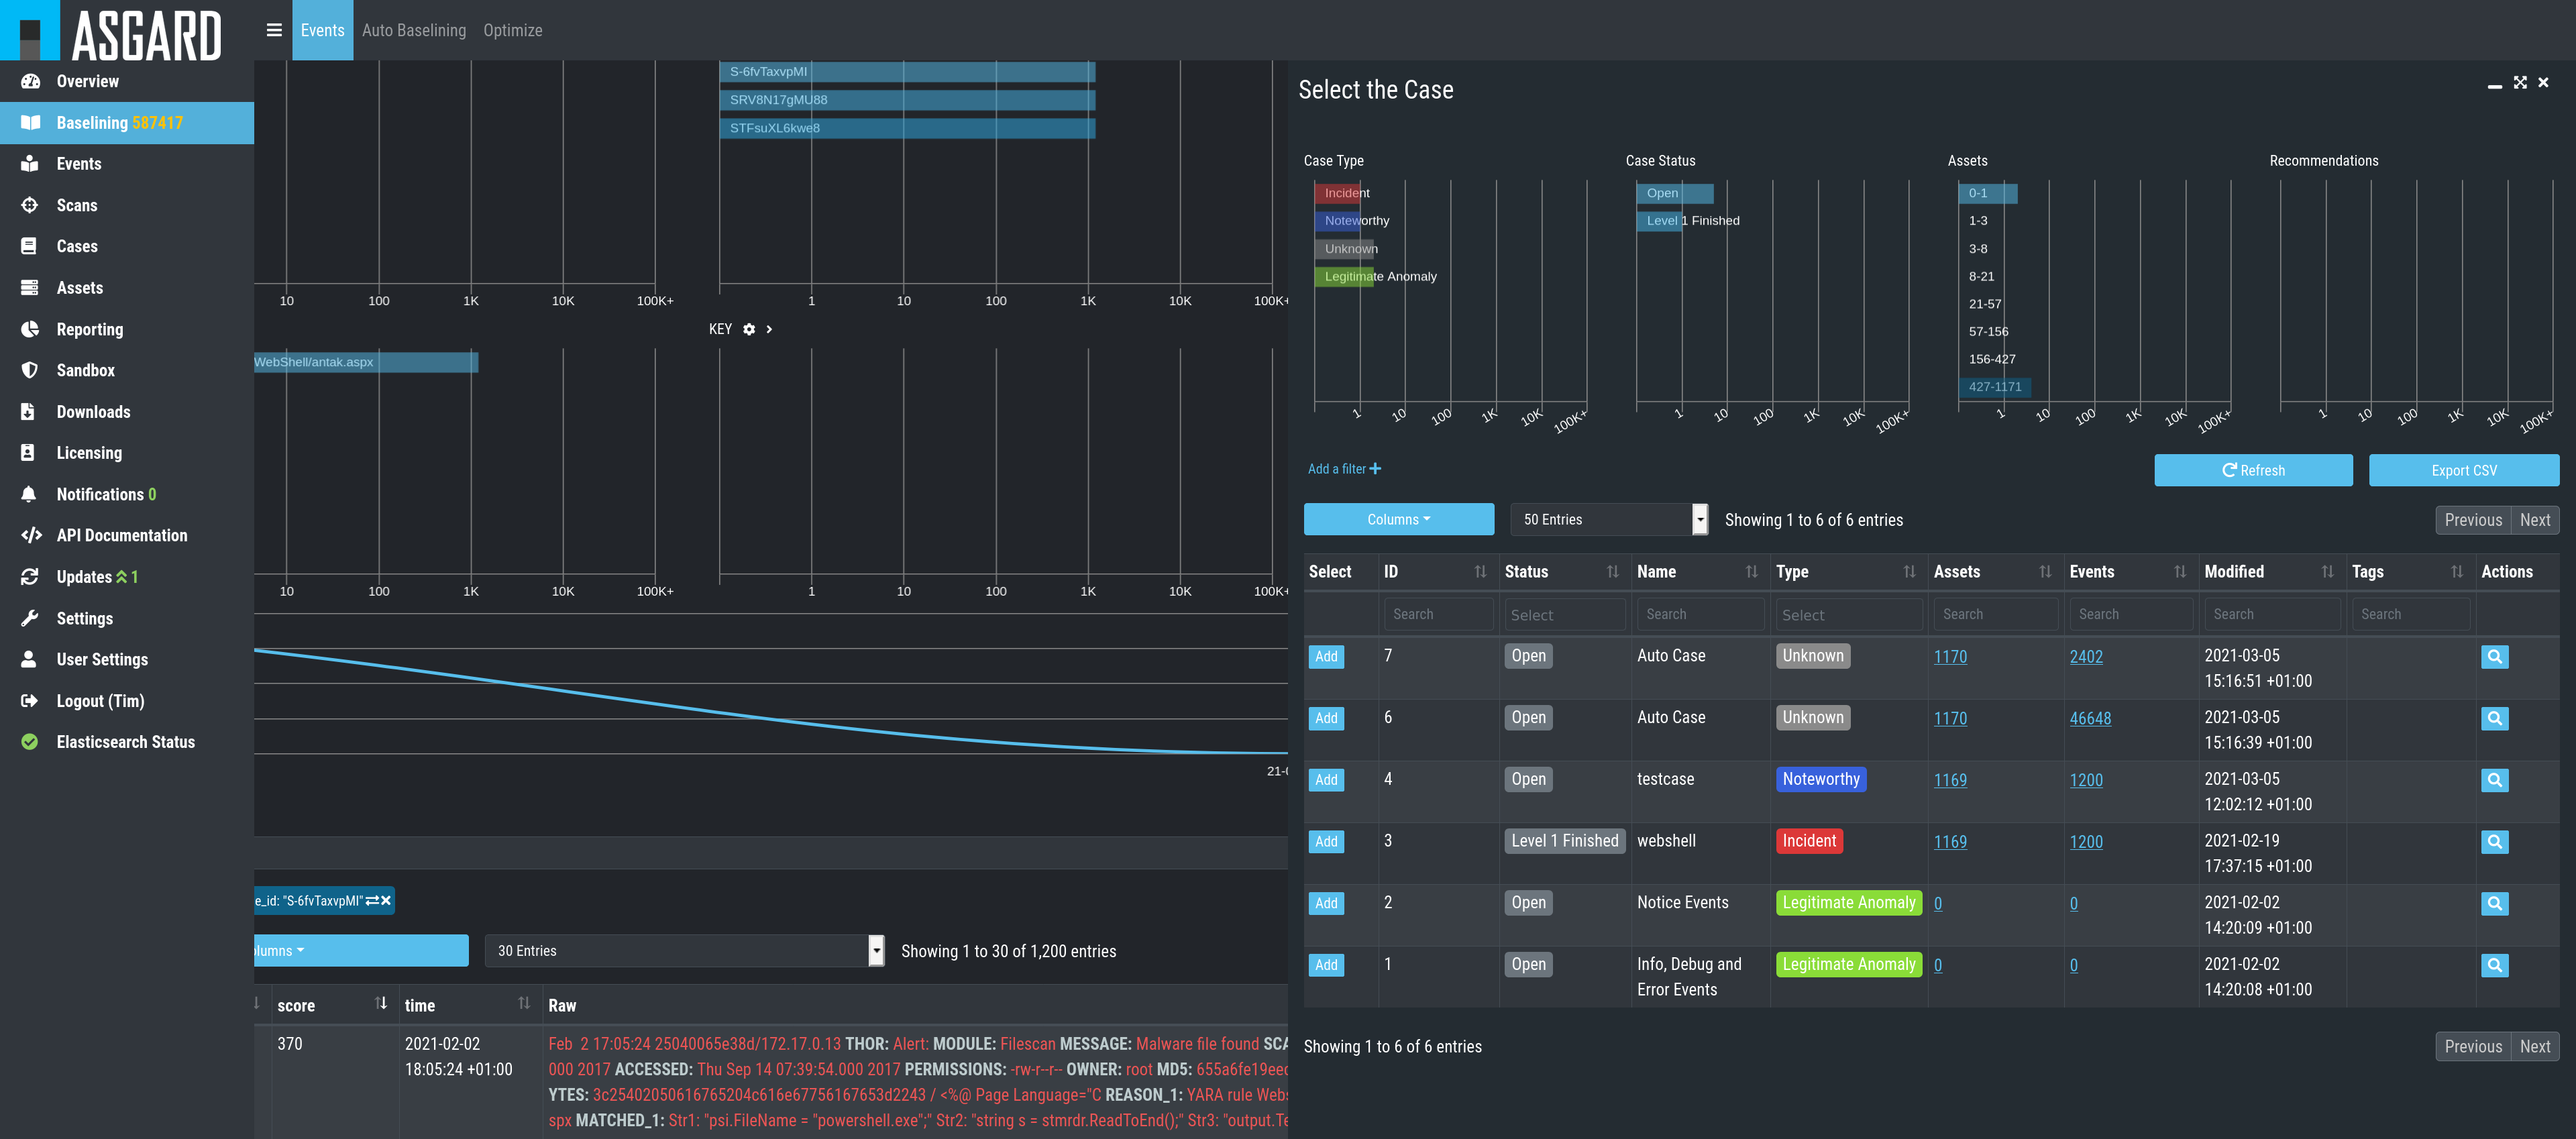 ASGARD
Events Auto Baselining Optimize
Overview
Baselining 587417
Events
Scans
Cases
Assets
Reporting
Sandbox
Downloads
Licensing
Notifications 0
API Documentation
Updates 1
Settings
User Settings
Logout (Tim)
Elasticsearch Status
S-6fvTaxvpMI
SRV8N17gMU88
STFsuXL6kwe8
10 100 1K 10K 100K+
1 10 100 1K 10K 100K+
KEY
WebShell/antak.aspx
10 100 1K 10K 100K+
1 10 100 1K 10K 100K+
21-0
e_id: "S-6fvTaxvpMI"
olumns 30 Entries Showing 1 to 30 of 1,200 entries
score time Raw
370
2021-02-02
18:05:24 +01:00
Feb 2 17:05:24 25040065e38d/172.17.0.13 THOR: Alert: MODULE: Filescan MESSAGE: Malware file found SCA
000 2017 ACCESSED: Thu Sep 14 07:39:54.000 2017 PERMISSIONS: -rw-r--r-- OWNER: root MD5: 655a6fe19eec
YTES: 3c25402050616765204c616e67756167653d2243 / <%@ Page Language="C REASON_1: YARA rule Webs
spx MATCHED_1: Str1: "psi.FileName = "powershell.exe";" Str2: "string s = stmrdr.ReadToEnd();" Str3: "output.Te
Select the Case
Case Type
Incident
Noteworthy
Unknown
Legitimate Anomaly
1 10 100 1K 10K 100K+
Case Status
Open
Level 1 Finished
1 10 100 1K 10K 100K+
Assets
0-1
1-3
3-8
8-21
21-57
57-156
156-427
427-1171
1 10 100 1K 10K 100K+
Recommendations
1 10 100 1K 10K 100K+
Add a filter
Refresh
Export CSV
Columns 50 Entries Showing 1 to 6 of 6 entries Previous Next
Select ID Status Name Type Assets Events Modified Tags Actions
Search Select Search Select Search Search Search Search
Add 7 Open Auto Case Unknown 1170 2402 2021-03-05
15:16:51 +01:00
Add 6 Open Auto Case Unknown 1170 46648 2021-03-05
15:16:39 +01:00
Add 4 Open testcase Noteworthy 1169 1200 2021-03-05
12:02:12 +01:00
Add 3 Level 1 Finished webshell Incident 1169 1200 2021-02-19
17:37:15 +01:00
Add 2 Open Notice Events Legitimate Anomaly 0 0 2021-02-02
14:20:09 +01:00
Add 1 Open Info, Debug and Legitimate Anomaly 0 0 2021-02-02
Error Events 14:20:08 +01:00
Showing 1 to 6 of 6 entries Previous Next